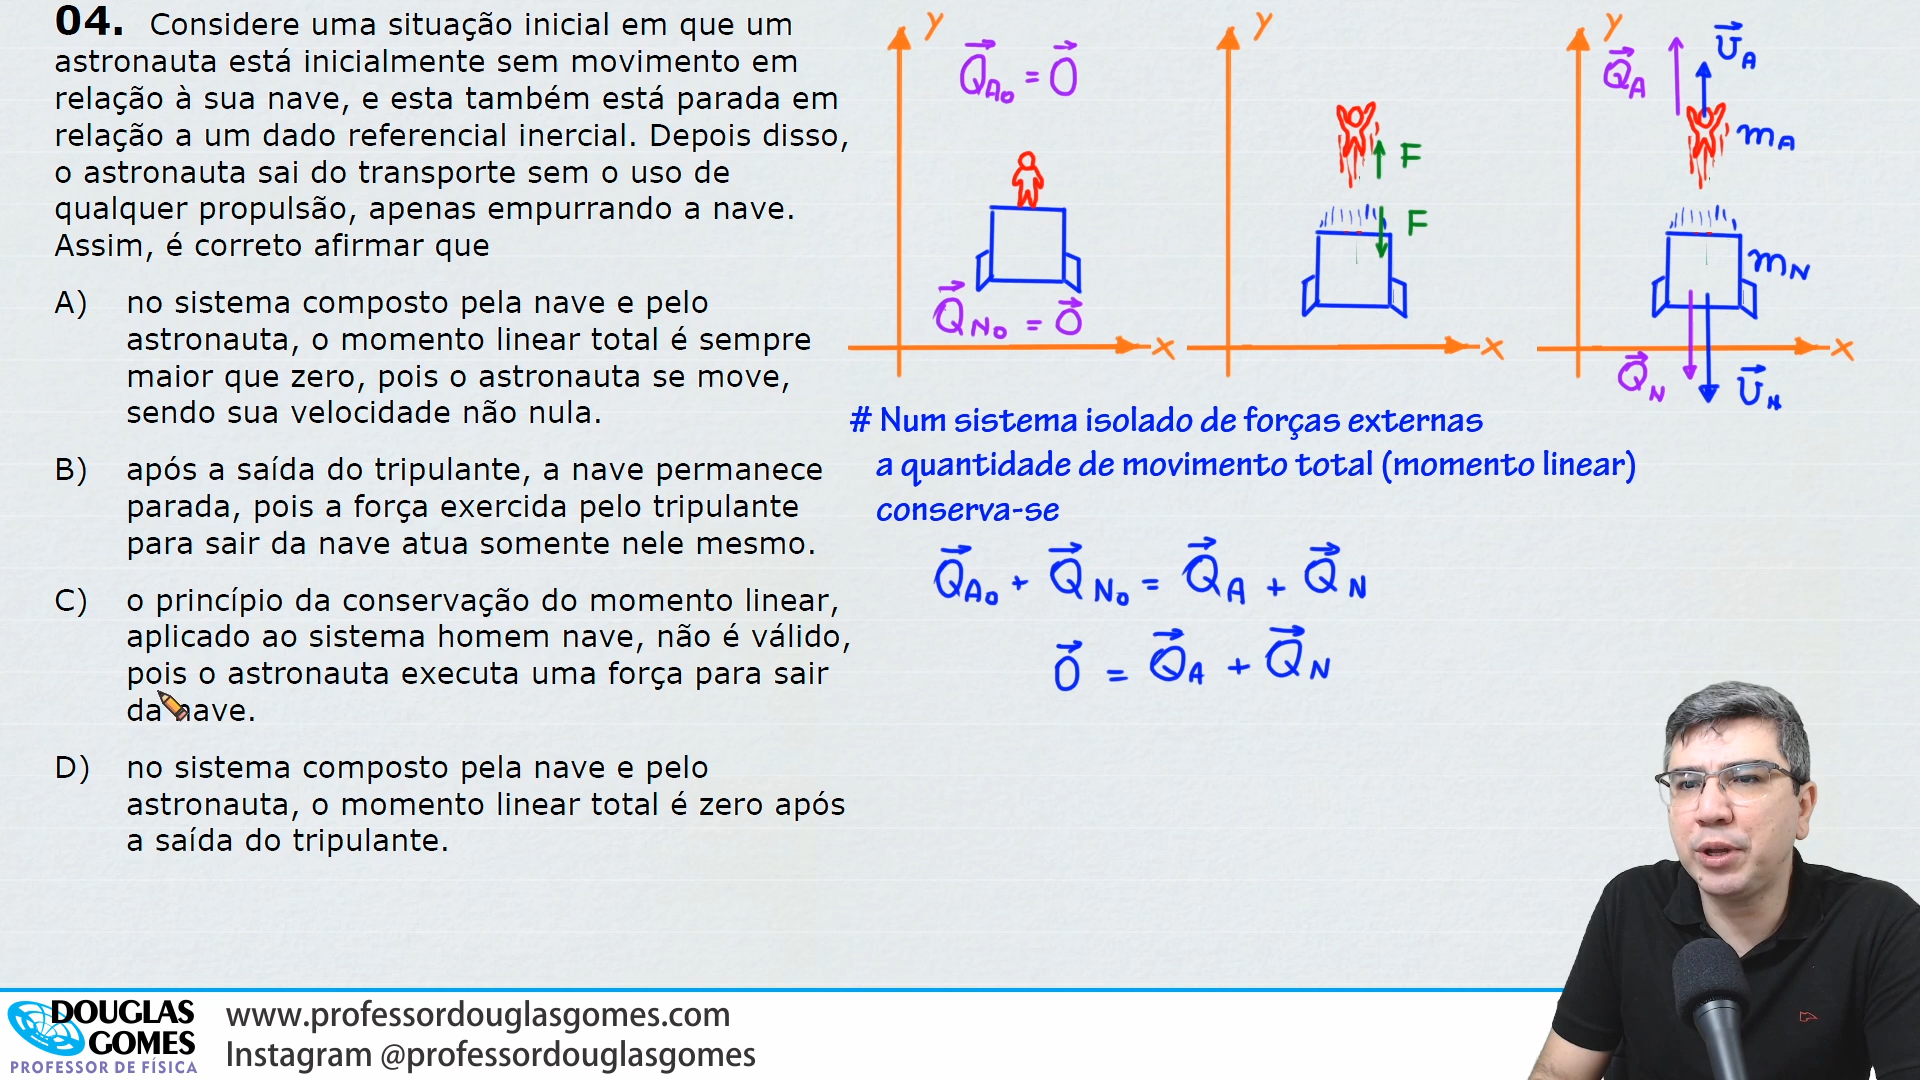 04. Considere uma situação inicial em que um
astronauta está inicialmente sem movimento em
relação à sua nave, e esta também está parada em
relação a um dado referencial inercial. Depois disso,
o astronauta sai do transporte sem o uso de
qualquer propulsão, apenas empurrando a nave.
Assim, é correto afirmar que
A) no sistema composto pela nave e pelo
astronauta, o momento linear total é sempre
maior que zero, pois o astronauta se move,
sendo sua velocidade não nula.
B) após a saída do tripulante, a nave permanece
parada, pois a força exercida pelo tripulante
para sair da nave atua somente nele mesmo.
C) o princípio da conservação do momento linear,
aplicado ao sistema homem nave, não é válido,
pois o astronauta executa uma força para sair
da nave.
D) no sistema composto pela nave e pelo
astronauta, o momento linear total é zero após
a saída do tripulante.
y
Q⃗A₀ = 0⃗
Q⃗N₀ = 0⃗
x
y
F
F
x
y
Q⃗A
U⃗A
mA
mN
x
Q⃗N
U⃗N
# Num sistema isolado de forças externas
a quantidade de movimento total (momento linear)
conserva-se
Q⃗A₀ + Q⃗N₀ = Q⃗A + Q⃗N
0⃗ = Q⃗A + Q⃗N
DOUGLAS
GOMES
PROFESSOR DE FÍSICA
www.professordouglasgomes.com
Instagram @professordouglasgomes